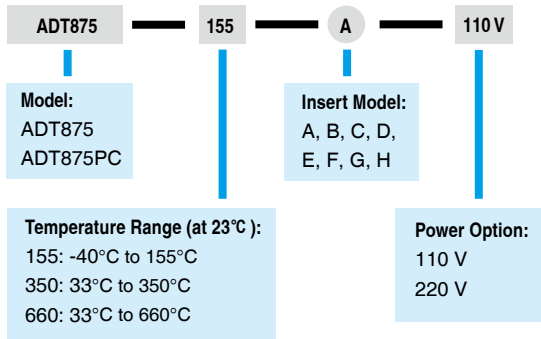 ADT875 155 A 110 V
Model:
ADT875
ADT875PC
Insert Model:
A, B, C, D,
E, F, G, H
Temperature Range (at 23℃ ):
155: -40°C to 155°C
350: 33°C to 350°C
660: 33°C to 660°C
Power Option:
110 V
220 V